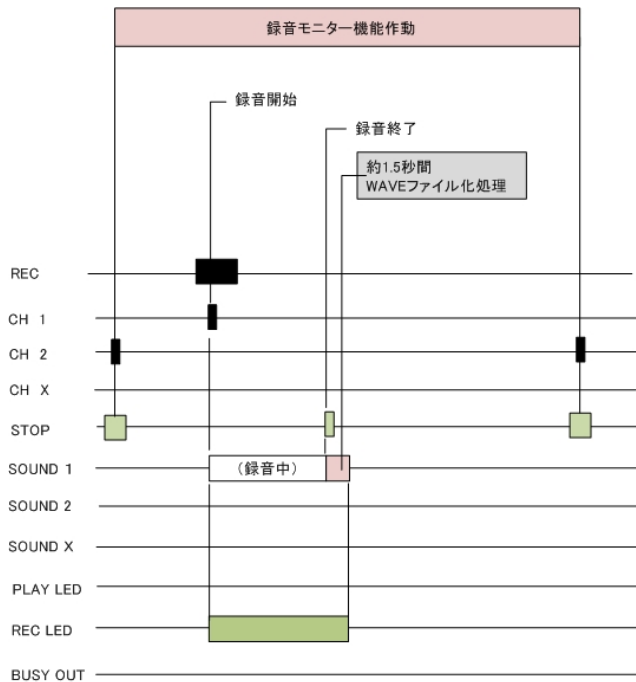 録音モニター機能作動
録音開始
録音終了
約1.5秒間
WAVEファイル化処理
REC
CH 1
CH 2
CH X
STOP
SOUND 1
(録音中)
SOUND 2
SOUND X
PLAY LED
REC LED
BUSY OUT